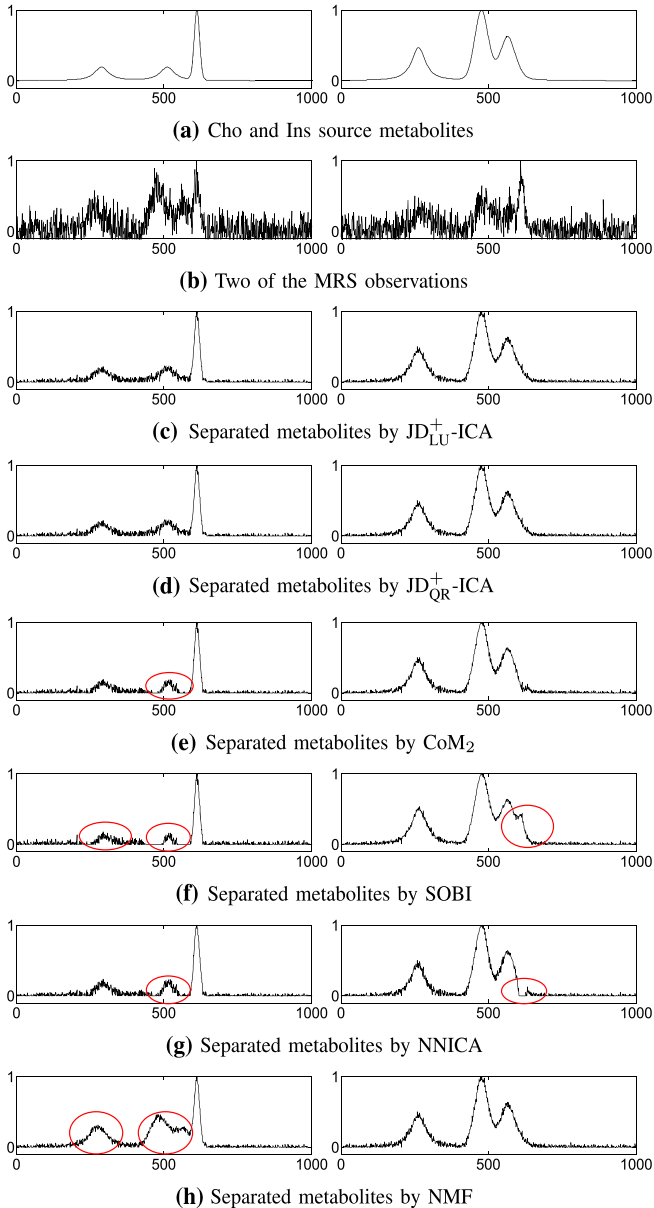 1
0
0 500 1000 0 500 1000
(a) Cho and Ins source metabolites
1 1
0 0
0 500 1000 0 500 1000
(b) Two of the MRS observations
1 1
0 0
0 500 1000 0 500 1000
(c) Separated metabolites by JD⁺LU-ICA
1 1
0 0
0 500 1000 0 500 1000
(d) Separated metabolites by JD⁺QR-ICA
1 1
0 0
0 500 1000 0 500 1000
(e) Separated metabolites by CoM₂
1 1
0 0
0 500 1000 0 500 1000
(f) Separated metabolites by SOBI
1 1
0 0
0 500 1000 0 500 1000
(g) Separated metabolites by NNICA
1 1
0 0
0 500 1000 0 500 1000
(h) Separated metabolites by NMF